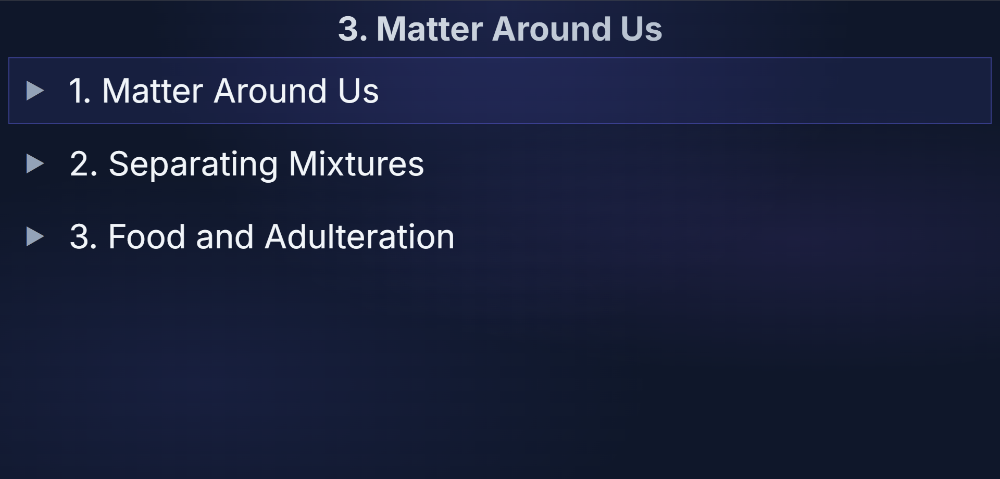 3. Matter Around Us
1. Matter Around Us
2. Separating Mixtures
3. Food and Adulteration